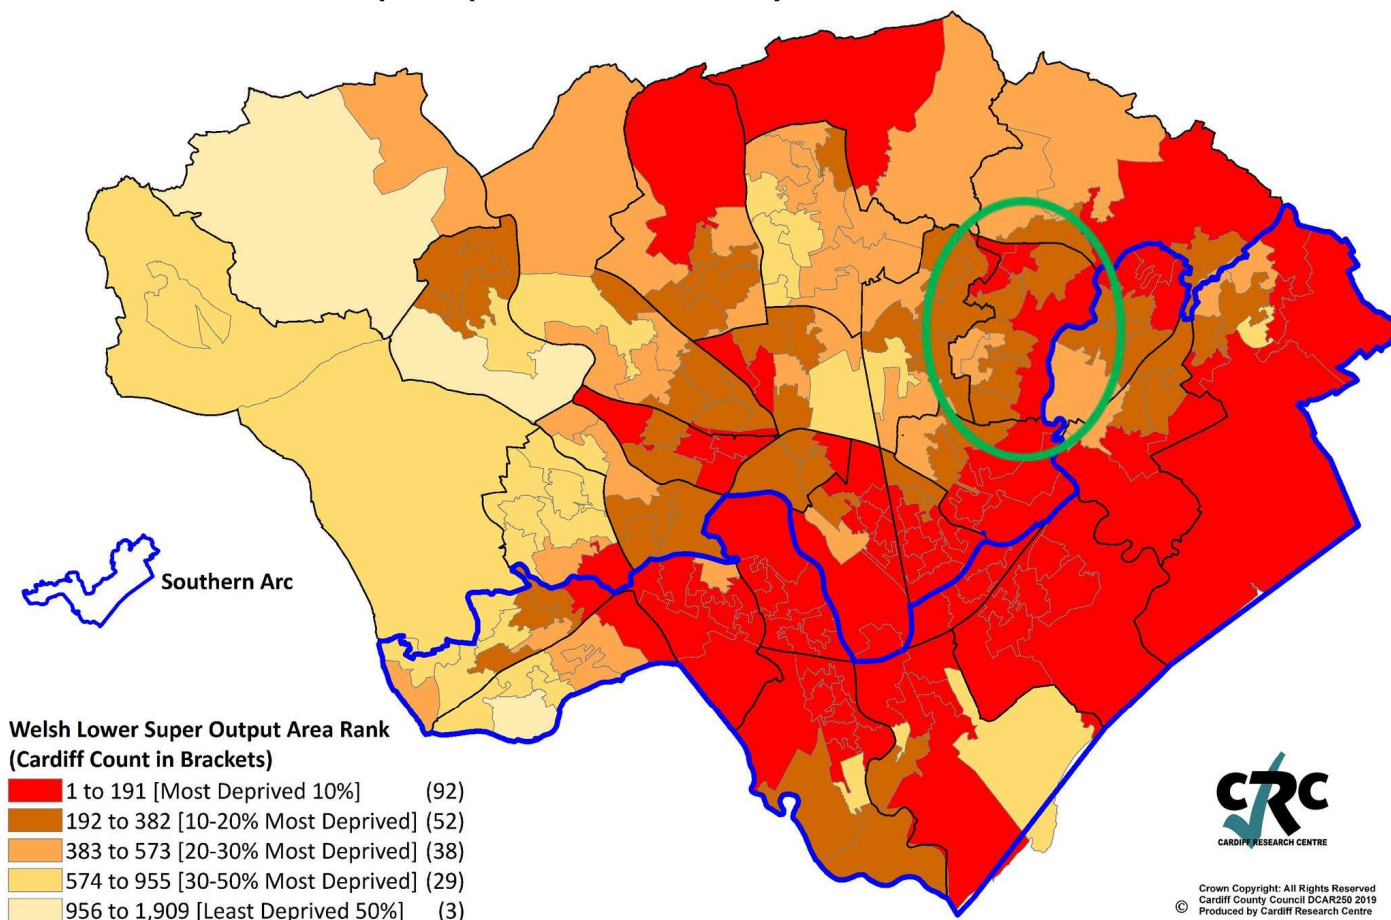 Southern Arc
Welsh Lower Super Output Area Rank
(Cardiff Count in Brackets)
1 to 191 [Most Deprived 10%] (92)
192 to 382 [10-20% Most Deprived] (52)
383 to 573 [20-30% Most Deprived] (38)
574 to 955 [30-50% Most Deprived] (29)
956 to 1,909 [Least Deprived 50%] (3)
CRC
CARDIFF RESEARCH CENTRE
Crown Copyright: All Rights Reserved
Cardiff County Council DCAR250 2019
© Produced by Cardiff Research Centre